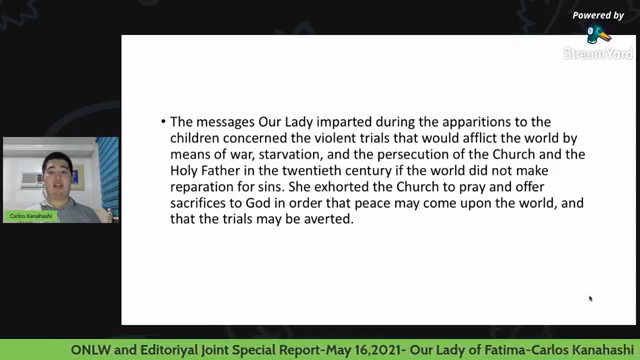 Powered by
StreamYard
• The messages Our Lady imparted during the apparitions to the
children concerned the violent trials that would afflict the world by
means of war, starvation, and the persecution of the Church and the
Holy Father in the twentieth century if the world did not make
reparation for sins. She exhorted the Church to pray and offer
sacrifices to God in order that peace may come upon the world, and
that the trials may be averted.
Carlos Kanahashi
ONLW and Editoriyal Joint Special Report-May 16,2021- Our Lady of Fatima-Carlos Kanahashi